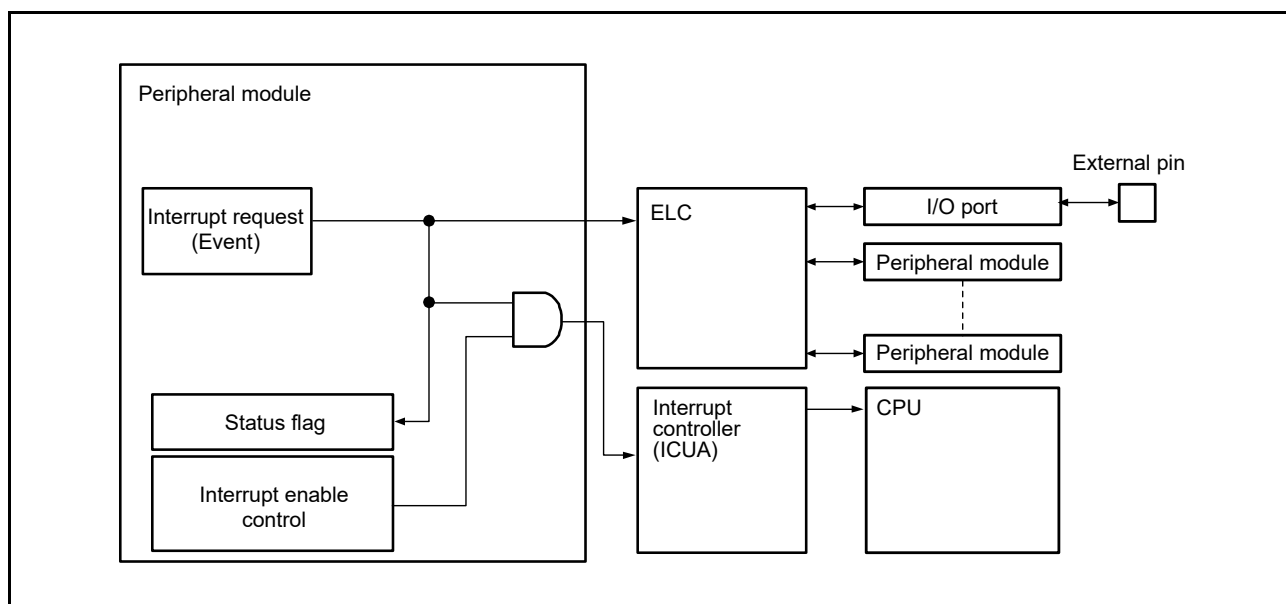 Peripheral module
Interrupt request
(Event)
Status flag
Interrupt enable
control
ELC
Interrupt
controller
(ICUA)
External pin
I/O port
Peripheral module
Peripheral module
CPU